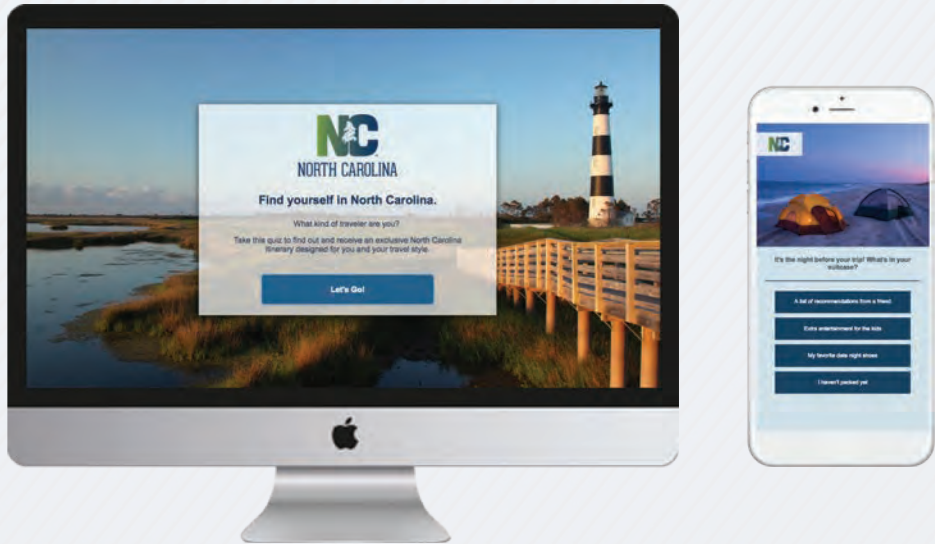 NC
NORTH CAROLINA
Find yourself in North Carolina.
What kind of traveler are you?
Take this quiz to find out and receive an exclusive North Carolina
itinerary designed for you and your travel style.
Let's Go!
NC
It's the night before your trip! What's in your
suitcase?
A list of recommendations from a friend
Extra entertainment for the kids
My favorite date night shoes
I haven't packed yet